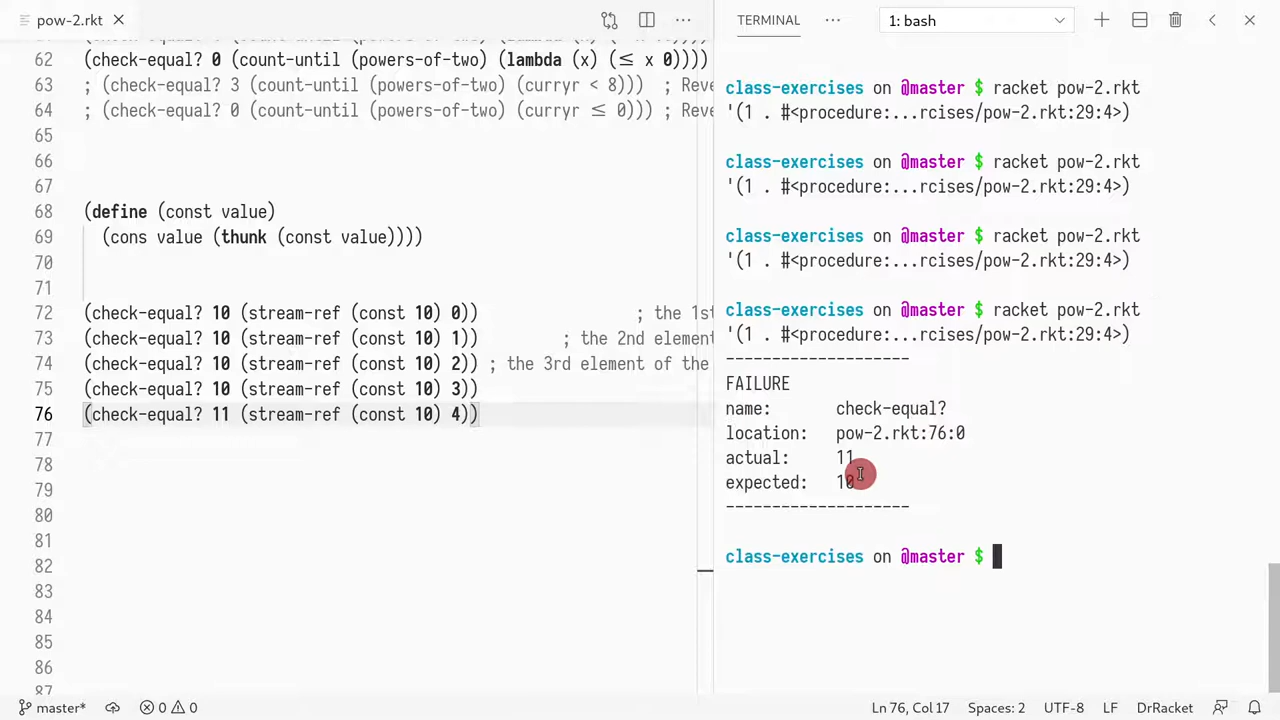 pow-2.rkt
TERMINAL
1: bash
62 (check-equal? 0 (count-until (powers-of-two) (lambda (x) (≤ x 0))))
63 ; (check-equal? 3 (count-until (powers-of-two) (curryr < 8))) ; Reve
64 ; (check-equal? 0 (count-until (powers-of-two) (curryr ≤ 0))) ; Reve
65
66
67
68 (define (const value)
69 (cons value (thunk (const value))))
70
71
72 (check-equal? 10 (stream-ref (const 10) 0)) ; the 1st
73 (check-equal? 10 (stream-ref (const 10) 1)) ; the 2nd element
74 (check-equal? 10 (stream-ref (const 10) 2)) ; the 3rd element of the
75 (check-equal? 10 (stream-ref (const 10) 3))
76 (check-equal? 11 (stream-ref (const 10) 4))
77
78
79
80
81
82
83
84
85
86
87
class-exercises on @master $ racket pow-2.rkt
'(1 . #<procedure:...rcises/pow-2.rkt:29:4>)
class-exercises on @master $ racket pow-2.rkt
'(1 . #<procedure:...rcises/pow-2.rkt:29:4>)
class-exercises on @master $ racket pow-2.rkt
'(1 . #<procedure:...rcises/pow-2.rkt:29:4>)
class-exercises on @master $ racket pow-2.rkt
'(1 . #<procedure:...rcises/pow-2.rkt:29:4>)
--------------------
FAILURE
name: check-equal?
location: pow-2.rkt:76:0
actual: 11
expected: 10
--------------------
class-exercises on @master $
master* 0 0 Ln 76, Col 17 Spaces: 2 UTF-8 LF DrRacket